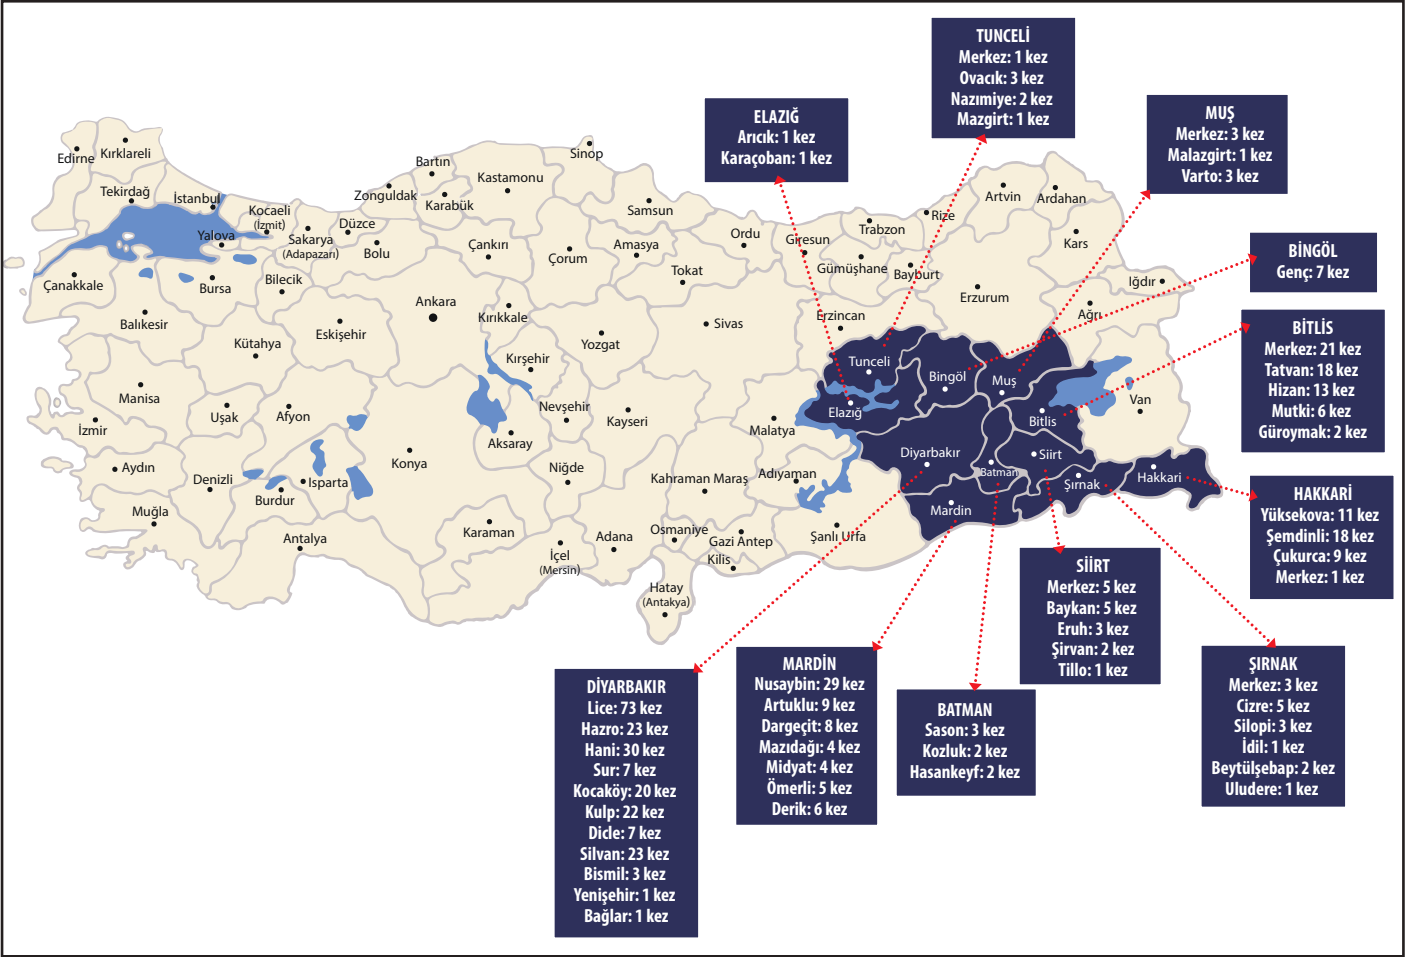 TUNCELİ
Merkez: 1 kez
Ovacık: 3 kez
Nazımiye: 2 kez
Mazgirt: 1 kez
ELAZIĞ
Arıcık: 1 kez
Karaçoban: 1 kez
MUŞ
Merkez: 3 kez
Malazgirt: 1 kez
Varto: 3 kez
BİNGÖL
Genç: 7 kez
BİTLİS
Merkez: 21 kez
Tatvan: 18 kez
Hizan: 13 kez
Mutki: 6 kez
Güroymak: 2 kez
HAKKARİ
Yüksekova: 11 kez
Şemdinli: 18 kez
Çukurca: 9 kez
Merkez: 1 kez
SİİRT
Merkez: 5 kez
Baykan: 5 kez
Eruh: 3 kez
Şirvan: 2 kez
Tillo: 1 kez
ŞIRNAK
Merkez: 3 kez
Cizre: 5 kez
Silopi: 3 kez
İdil: 1 kez
Beytülşebap: 2 kez
Uludere: 1 kez
BATMAN
Sason: 3 kez
Kozluk: 2 kez
Hasankeyf: 2 kez
MARDİN
Nusaybin: 29 kez
Artuklu: 9 kez
Dargeçit: 8 kez
Mazıdağı: 4 kez
Midyat: 4 kez
Ömerli: 5 kez
Derik: 6 kez
DİYARBAKIR
Lice: 73 kez
Hazro: 23 kez
Hani: 30 kez
Sur: 7 kez
Kocaköy: 20 kez
Kulp: 22 kez
Dicle: 7 kez
Silvan: 23 kez
Bismil: 3 kez
Yenişehir: 1 kez
Bağlar: 1 kez
Edirne
Kırklareli
Tekirdağ
İstanbul
Yalova
Kocaeli
(İzmit)
Sakarya
(Adapazarı)
Düzce
Bolu
Zonguldak
Bartın
Karabük
Kastamonu
Sinop
Çankırı
Çorum
Samsun
Amasya
Tokat
Ordu
Giresun
Trabzon
Gümüşhane
Bayburt
Rize
Artvin
Ardahan
Kars
Iğdır
Ağrı
Erzurum
Erzincan
Çanakkale
Balıkesir
Bursa
Bilecik
Kütahya
Eskişehir
Ankara
Kırıkkale
Kırşehir
Yozgat
Sivas
Manisa
İzmir
Uşak
Afyon
Aydın
Denizli
Muğla
Burdur
Isparta
Antalya
Konya
Aksaray
Nevşehir
Niğde
Kayseri
Karaman
İçel
(Mersin)
Adana
Osmaniye
Hatay
(Antakya)
Kahraman Maraş
Gazi Antep
Kilis
Malatya
Adıyaman
Şanlı Urfa
Tunceli
Elazığ
Bingöl
Muş
Bitlis
Van
Diyarbakır
Batman
Siirt
Mardin
Şırnak
Hakkari